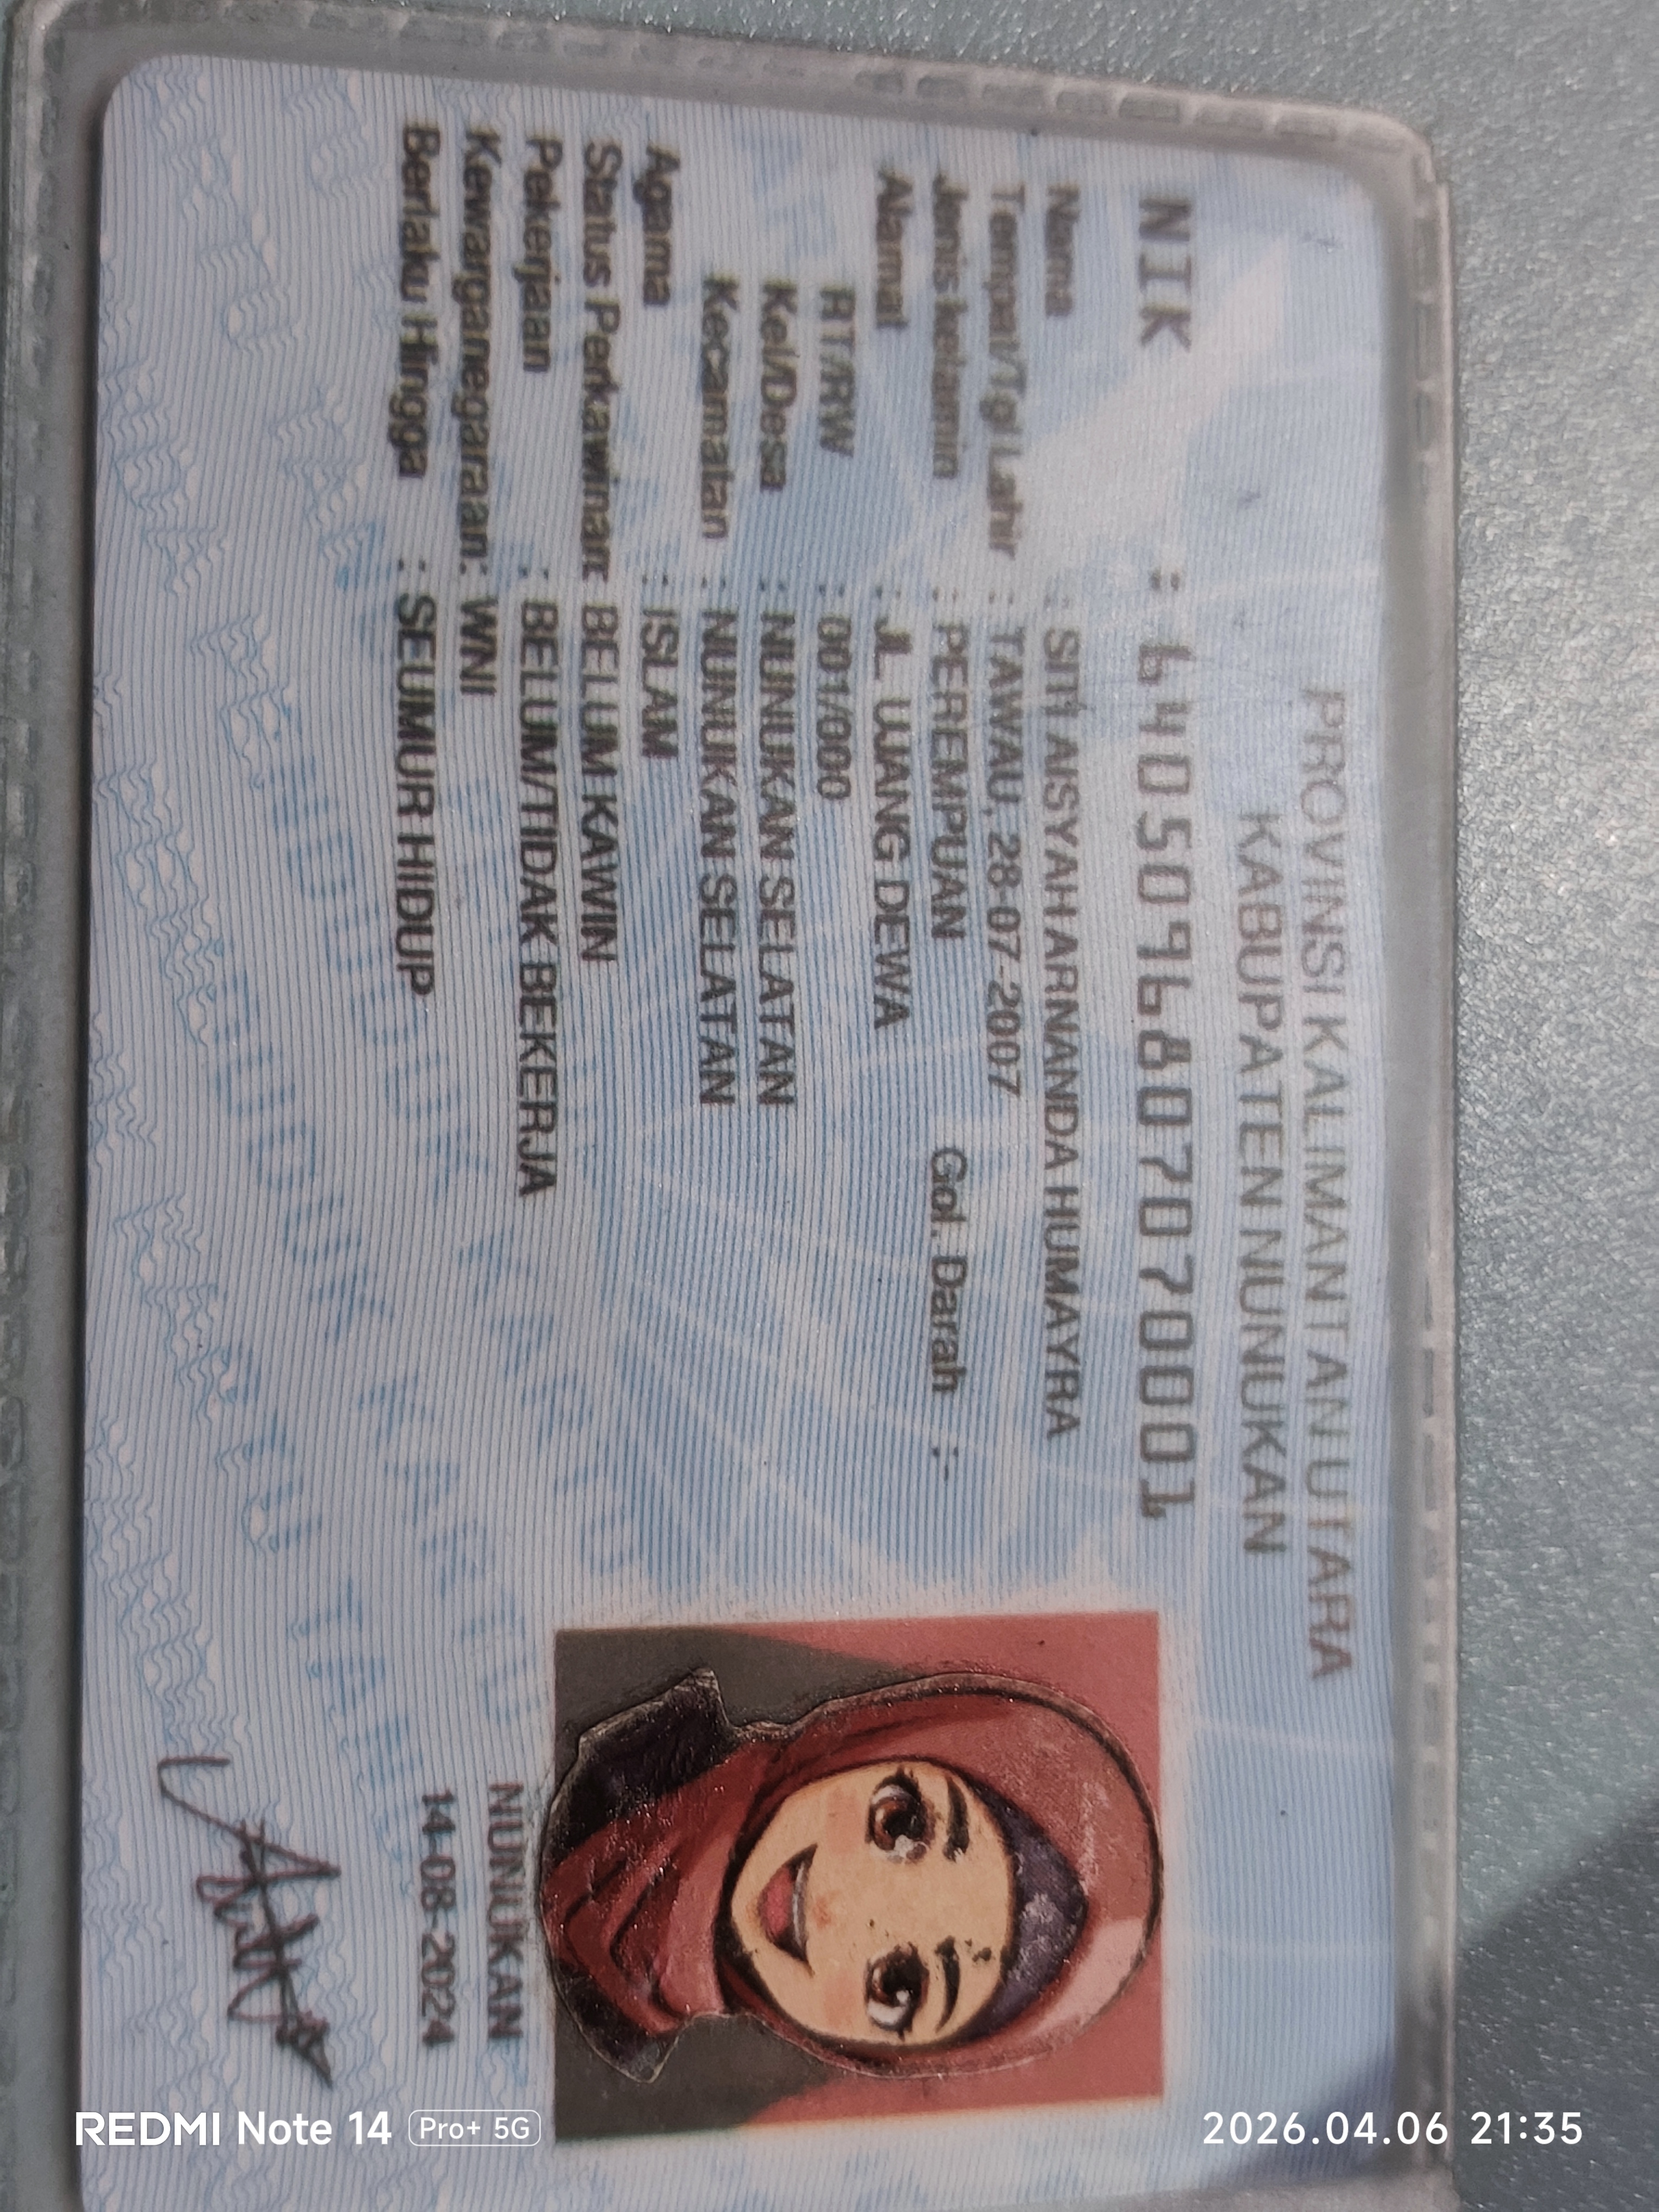 PROVINSI KALIMANTAN UTARA
KABUPATEN NUNUKAN
NIK : 6405096807070001
Nama : SITI AISYAH ARNANDA HUMAYRA
Tempat/Tgl Lahir : TAWAU, 28-07-2007
Jenis kelamin : PEREMPUAN Gol. Darah : -
Alamat : JL. UJANG DEWA
RT/RW : 001/000
Kel/Desa : NUNUKAN SELATAN
Kecamatan : NUNUKAN SELATAN
Agama : ISLAM
Status Perkawinan: BELUM KAWIN
Pekerjaan : BELUM/TIDAK BEKERJA
Kewarganegaraan: WNI
Berlaku Hingga : SEUMUR HIDUP
NUNUKAN
14-08-2024
REDMI Note 14 Pro+ 5G
2026.04.06 21:35